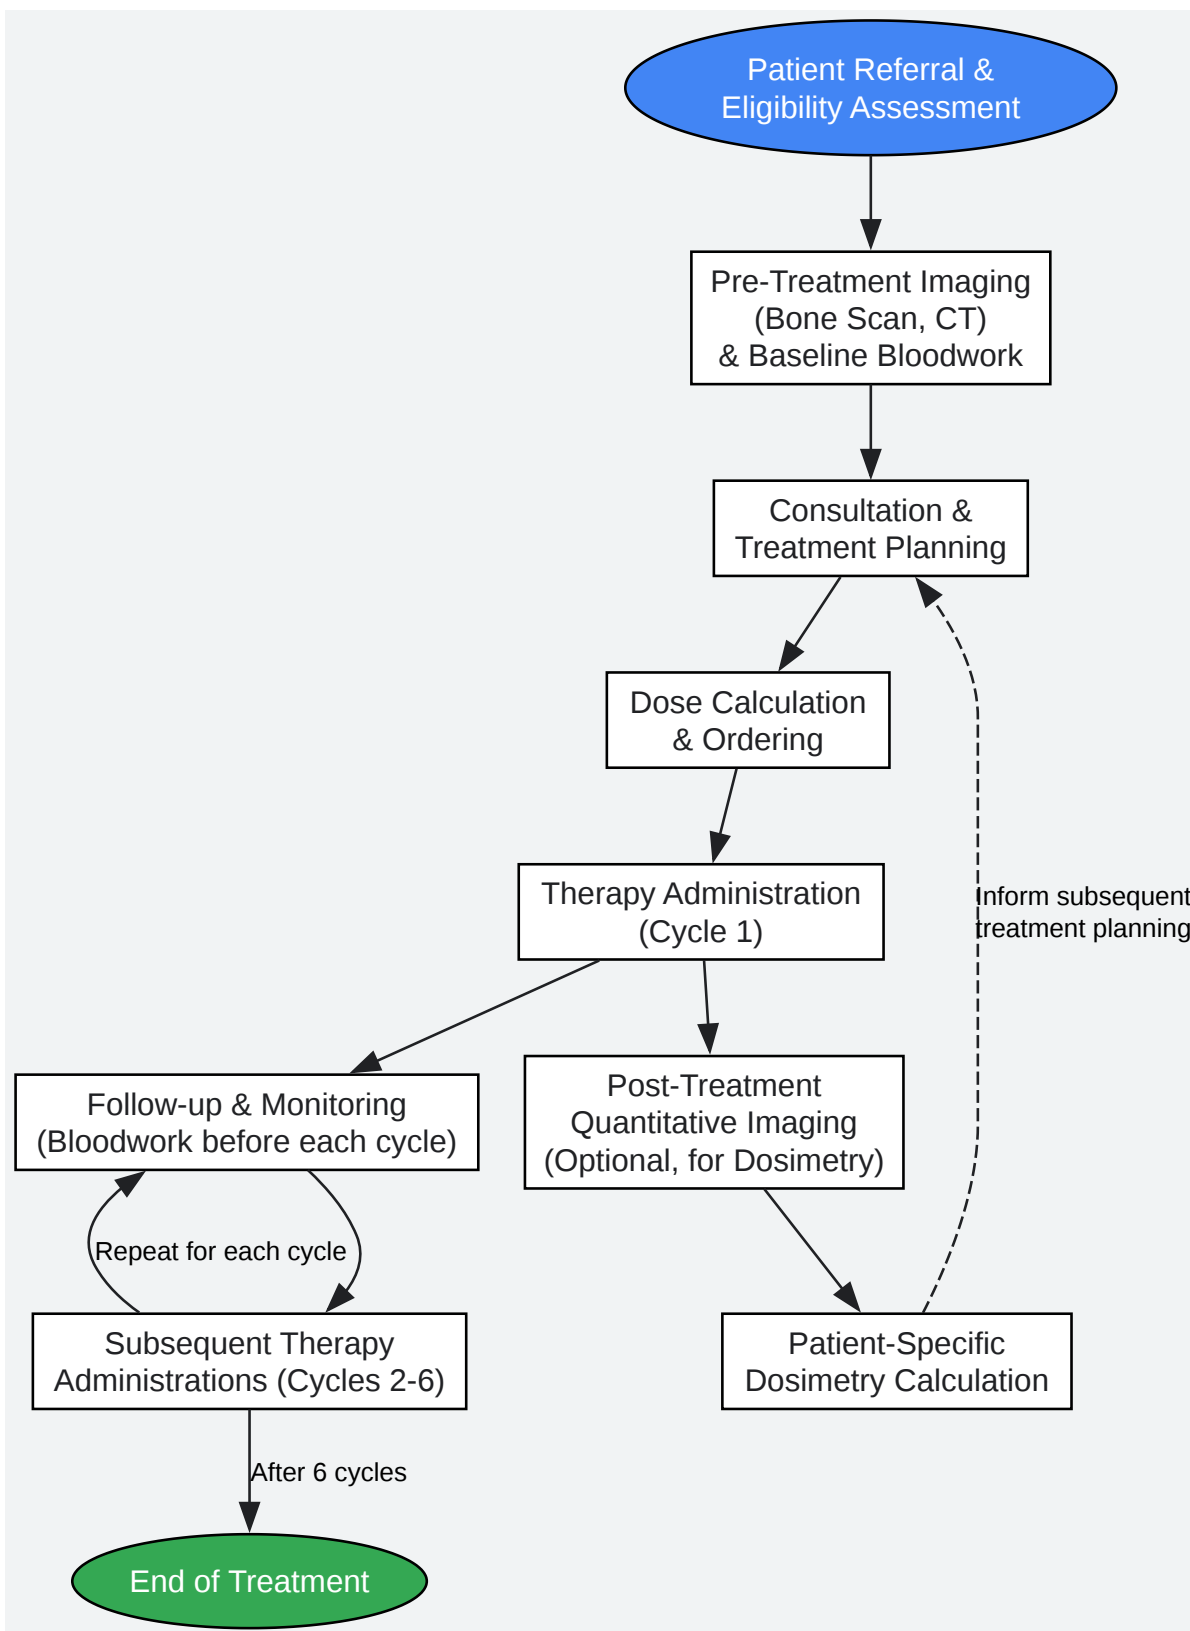 Patient Referral &
Eligibility Assessment
Pre-Treatment Imaging
(Bone Scan, CT)
& Baseline Bloodwork
Consultation &
Treatment Planning
Dose Calculation
& Ordering
Therapy Administration
(Cycle 1)
Inform subsequent
treatment planning
Follow-up & Monitoring
(Bloodwork before each cycle)
Post-Treatment
Quantitative Imaging
(Optional, for Dosimetry)
Repeat for each cycle
Subsequent Therapy
Administrations (Cycles 2-6)
Patient-Specific
Dosimetry Calculation
After 6 cycles
End of Treatment